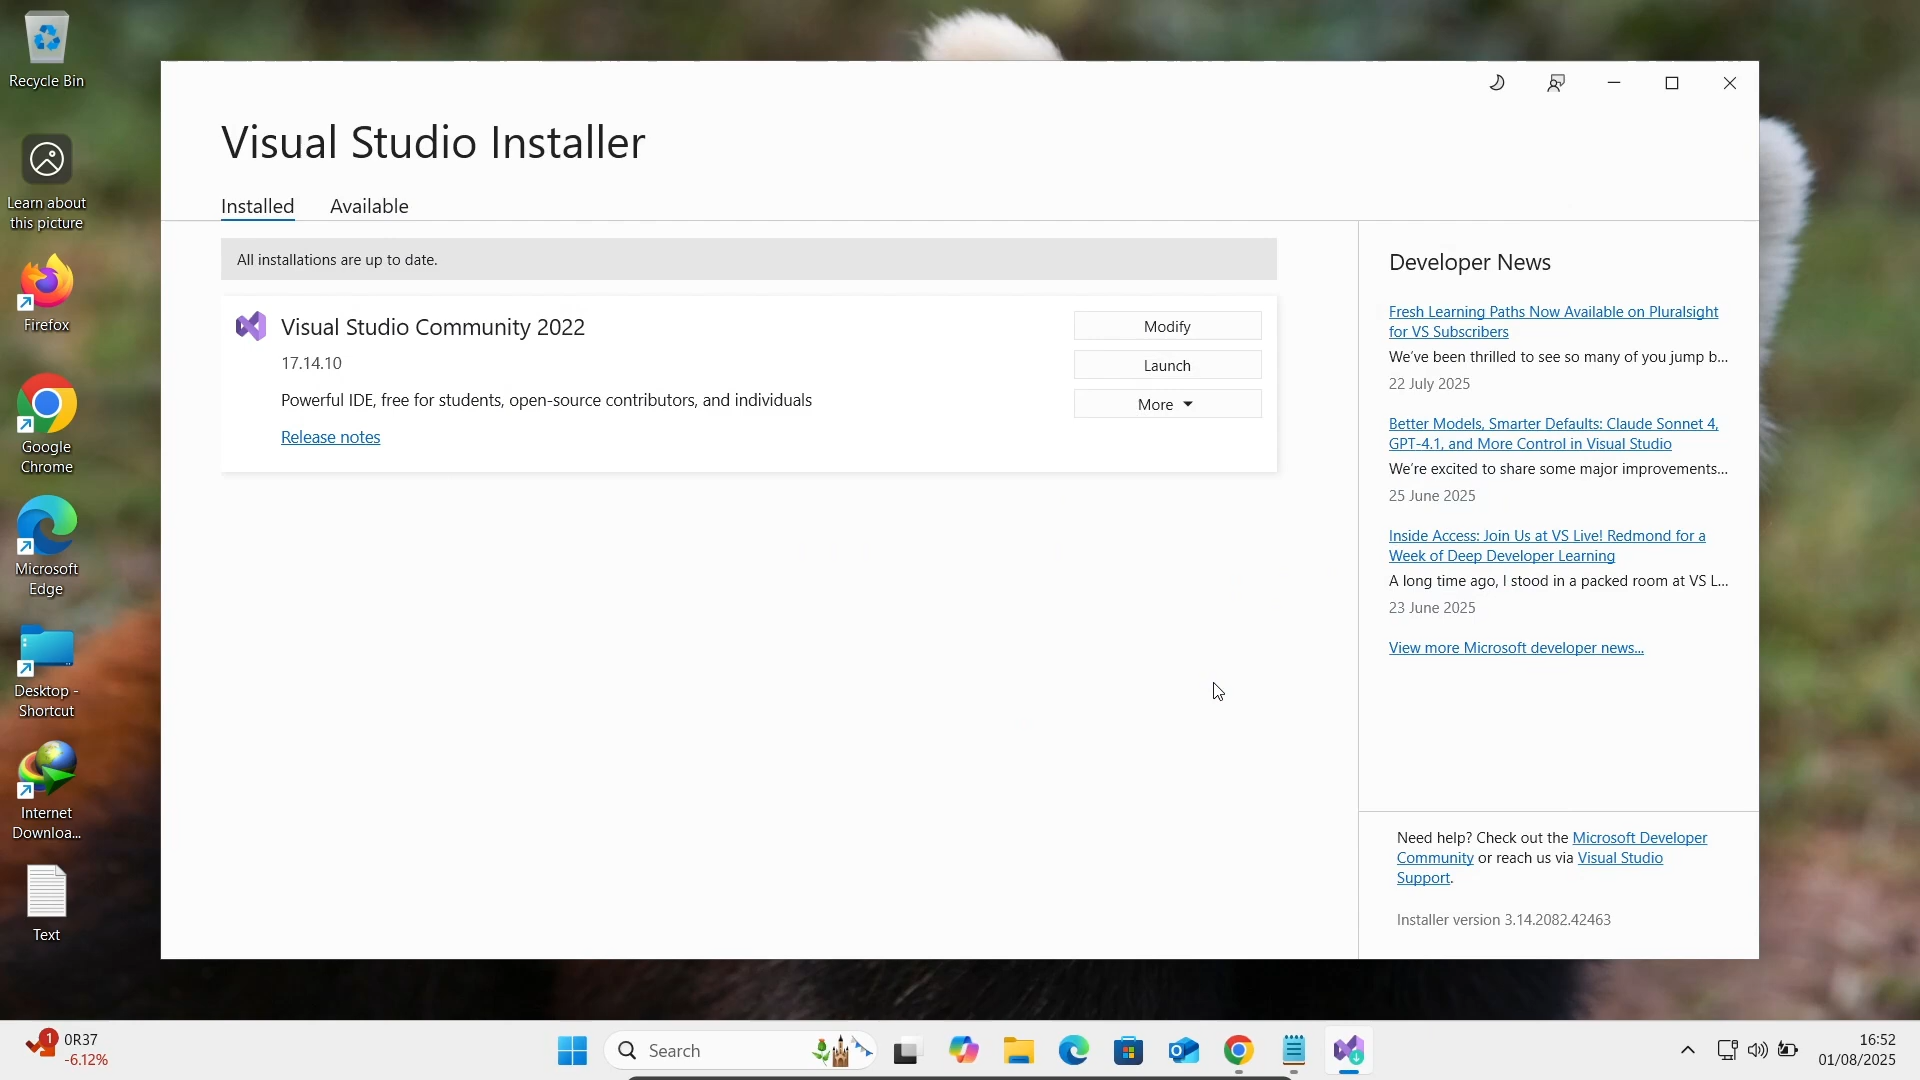 Recycle Bin
Learn about
this picture
Firefox
Google
Chrome
Microsoft
Edge
Desktop -
Shortcut
Internet
Downloa...
Text
Visual Studio Installer
Installed
Available
All installations are up to date.
Visual Studio Community 2022
17.14.10
Powerful IDE, free for students, open-source contributors, and individuals
Release notes
Modify
Launch
More
Developer News
Fresh Learning Paths Now Available on Pluralsight
for VS Subscribers
We've been thrilled to see so many of you jump b...
22 July 2025
Better Models, Smarter Defaults: Claude Sonnet 4,
GPT-4.1, and More Control in Visual Studio
We're excited to share some major improvements...
25 June 2025
Inside Access: Join Us at VS Live! Redmond for a
Week of Deep Developer Learning
A long time ago, I stood in a packed room at VS L...
23 June 2025
View more Microsoft developer news...
Need help? Check out the Microsoft Developer
Community or reach us via Visual Studio
Support.
Installer version 3.14.2082.42463
1
0R37
-6.12%
Search
16:52
01/08/2025